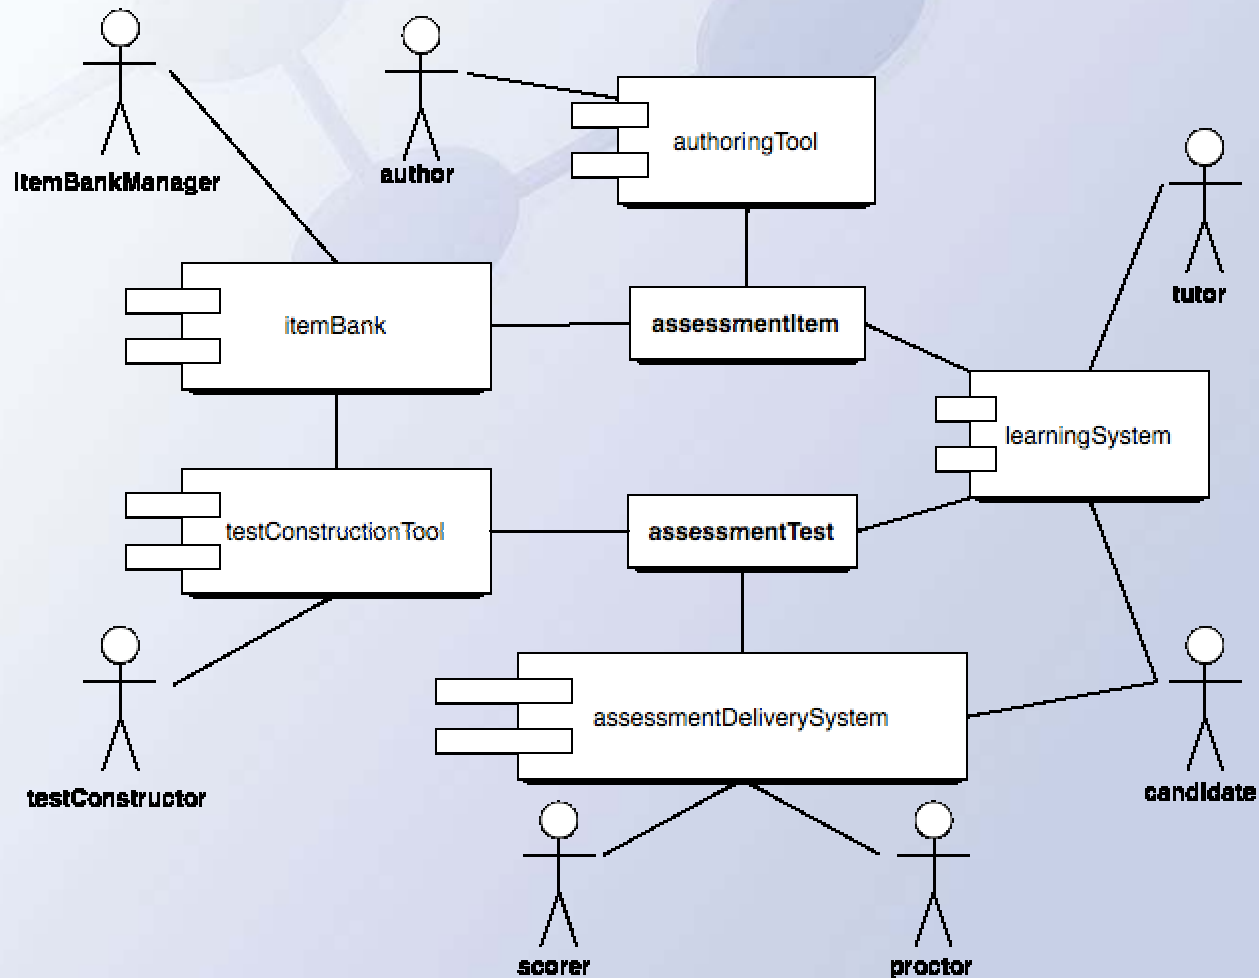 itemBankManager
author
authoringTool
tutor
itemBank
assessmentItem
learningSystem
testConstructionTool
assessmentTest
testConstructor
assessmentDeliverySystem
candidate
scorer
proctor